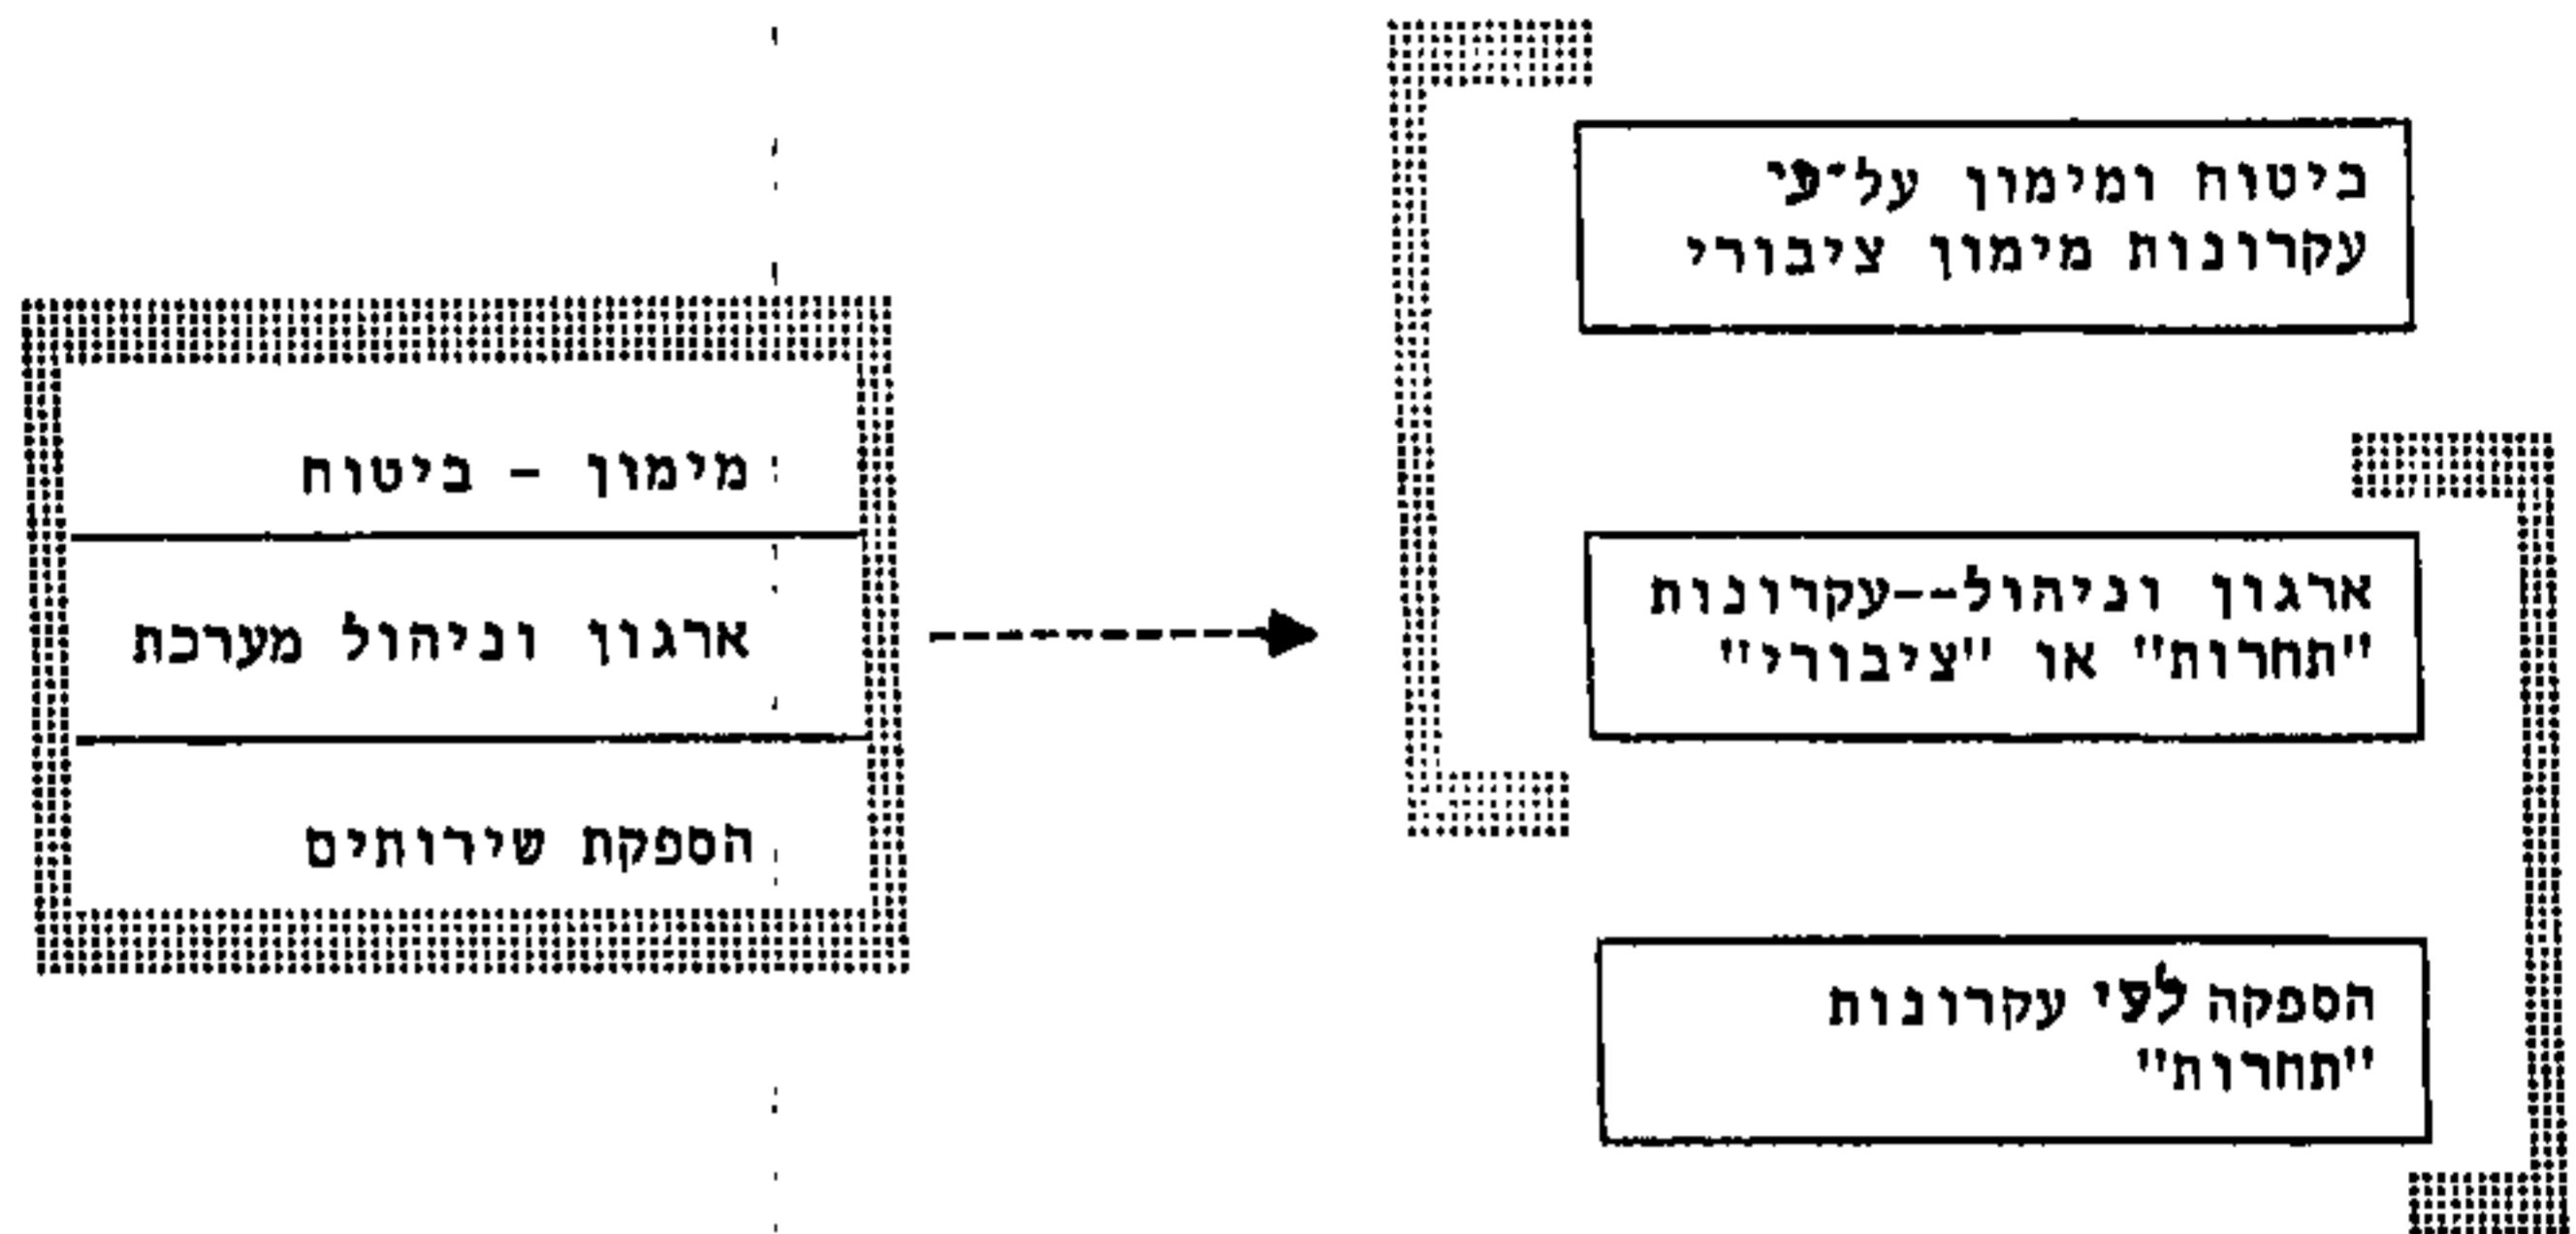 מימון - ביטוח
ארגון וניהול מערכת
הספקת שירותים
ביטוח ומימון על-פי
עקרונות מימון ציבורי
ארגון וניהול--עקרונות
"תחרות" או "ציבורי"
הספקה לפי עקרונות
"תחרות"